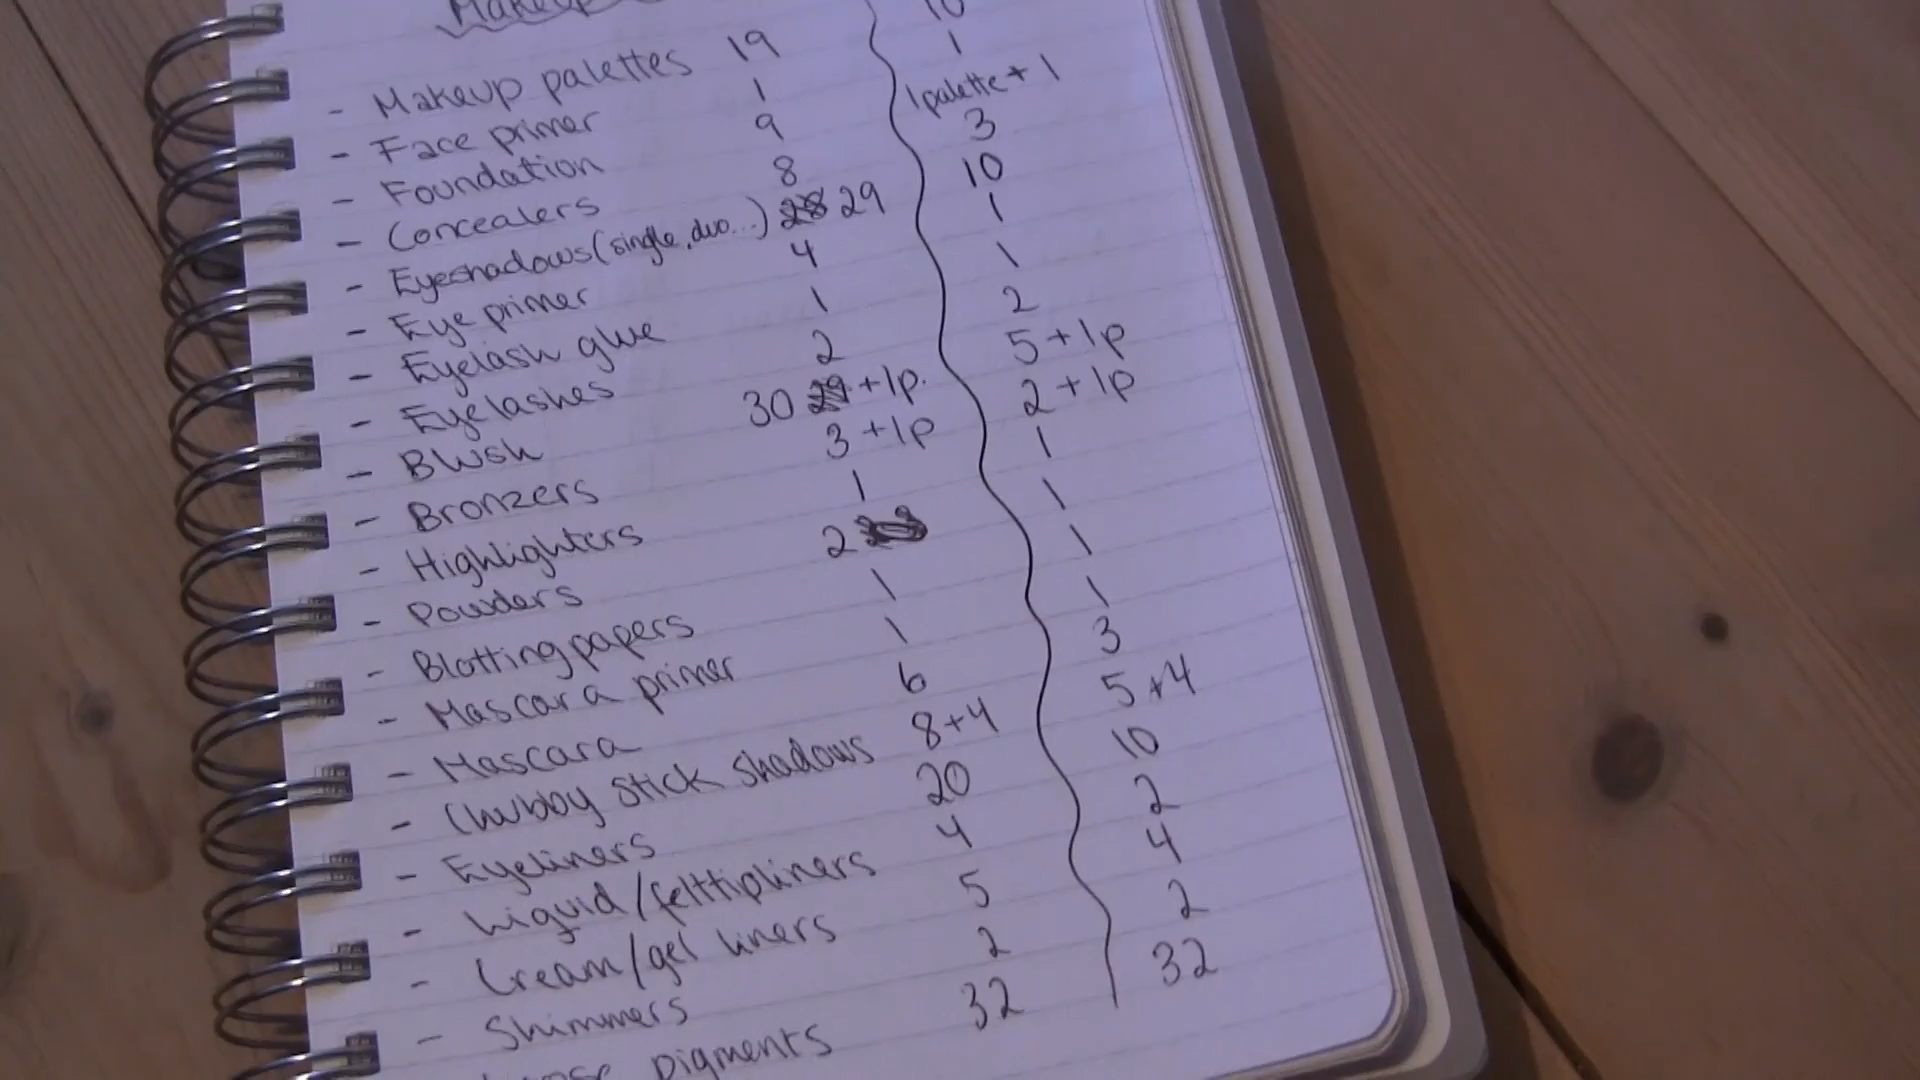 Makeup
- Makeup palettes 19 10
- Face primer 1 1
- Foundation 9 1 palette + 1
- Concealers 8 3
- Eyeshadows (single, duo...) 28 29 10
- Eye primer 4 1
- Eyelash glue 1 1
- Eyelashes 2 2
- Blush 30 29 +1p. 5 + 1p
- Bronzers 3 +1p 2 + 1p
- Highlighters 1 1
- Powders 2 1
- Blotting papers 1 1
- Mascara primer 1 1
- Mascara 6 3
- Chubby stick shadows 8+4 5 +4
- Eyeliners 20 10
- Liquid/felttipliners 4 2
- Cream/gel liners 5 4
- Shimmers 2 2
pigments 32 32